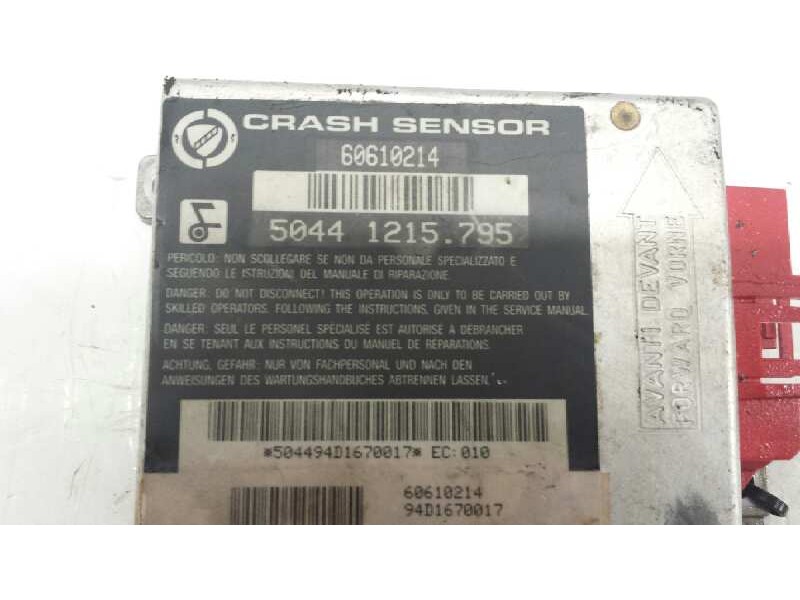 CRASH SENSOR
60610214
5044 1215.795
PERICOLO: NON SCOLLEGARE SE NON DA PERSONALE SPECIALIZZATO E
SEGUENDO LE ISTRUZIONI DEL MANUALE DI RIPARAZIONE.
DANGER: DO NOT DISCONNECT! THIS OPERATION IS ONLY TO BE CARRIED OUT BY
SKILLED OPERATORS. FOLLOWING THE INSTRUCTIONS, GIVEN IN THE SERVICE MANUAL
DANGER: SEUL LE PERSONEL SPECIALISE EST AUTORISE A DEBRANCHER
EN SE TENANT AUX INSTRUCTIONS DU MANUEL DE REPARATIONS.
ACHTUNG, GEFAHR: NUR VON FACHPERSONAL UND NACH DEN
ANWEISUNGEN DES WARTUNGSHANDBUCHES ABTRENNEN LASSEN.
*504494D1670017* EC:010
60610214
94D1670017
AVANTI DEVANT
FORWARD VORNE